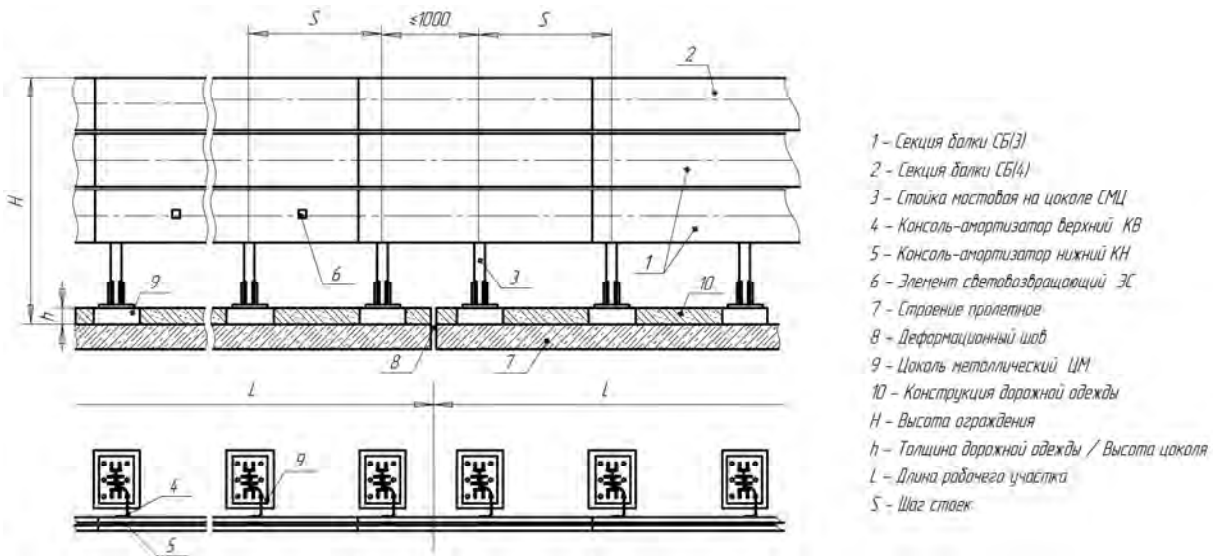 S
≤1000
S
2
H
6
3
1
10
9
h
8
7
L
L
9
4
5
1 – Секция балки СБ(3)
2 – Секция балки СБ(4)
3 – Стойка мостовая на цоколе СМЦ
4 – Консоль-амортизатор верхний КВ
5 – Консоль-амортизатор нижний КН
6 – Элемент световозвращающий ЭС
7 – Строение пролетное
8 – Деформационный шов
9 – Цоколь металлический ЦМ
10 – Конструкция дорожной одежды
H – Высота ограждения
h – Толщина дорожной одежды / Высота цоколя
L – Длина рабочего участка
S – Шаг стоек